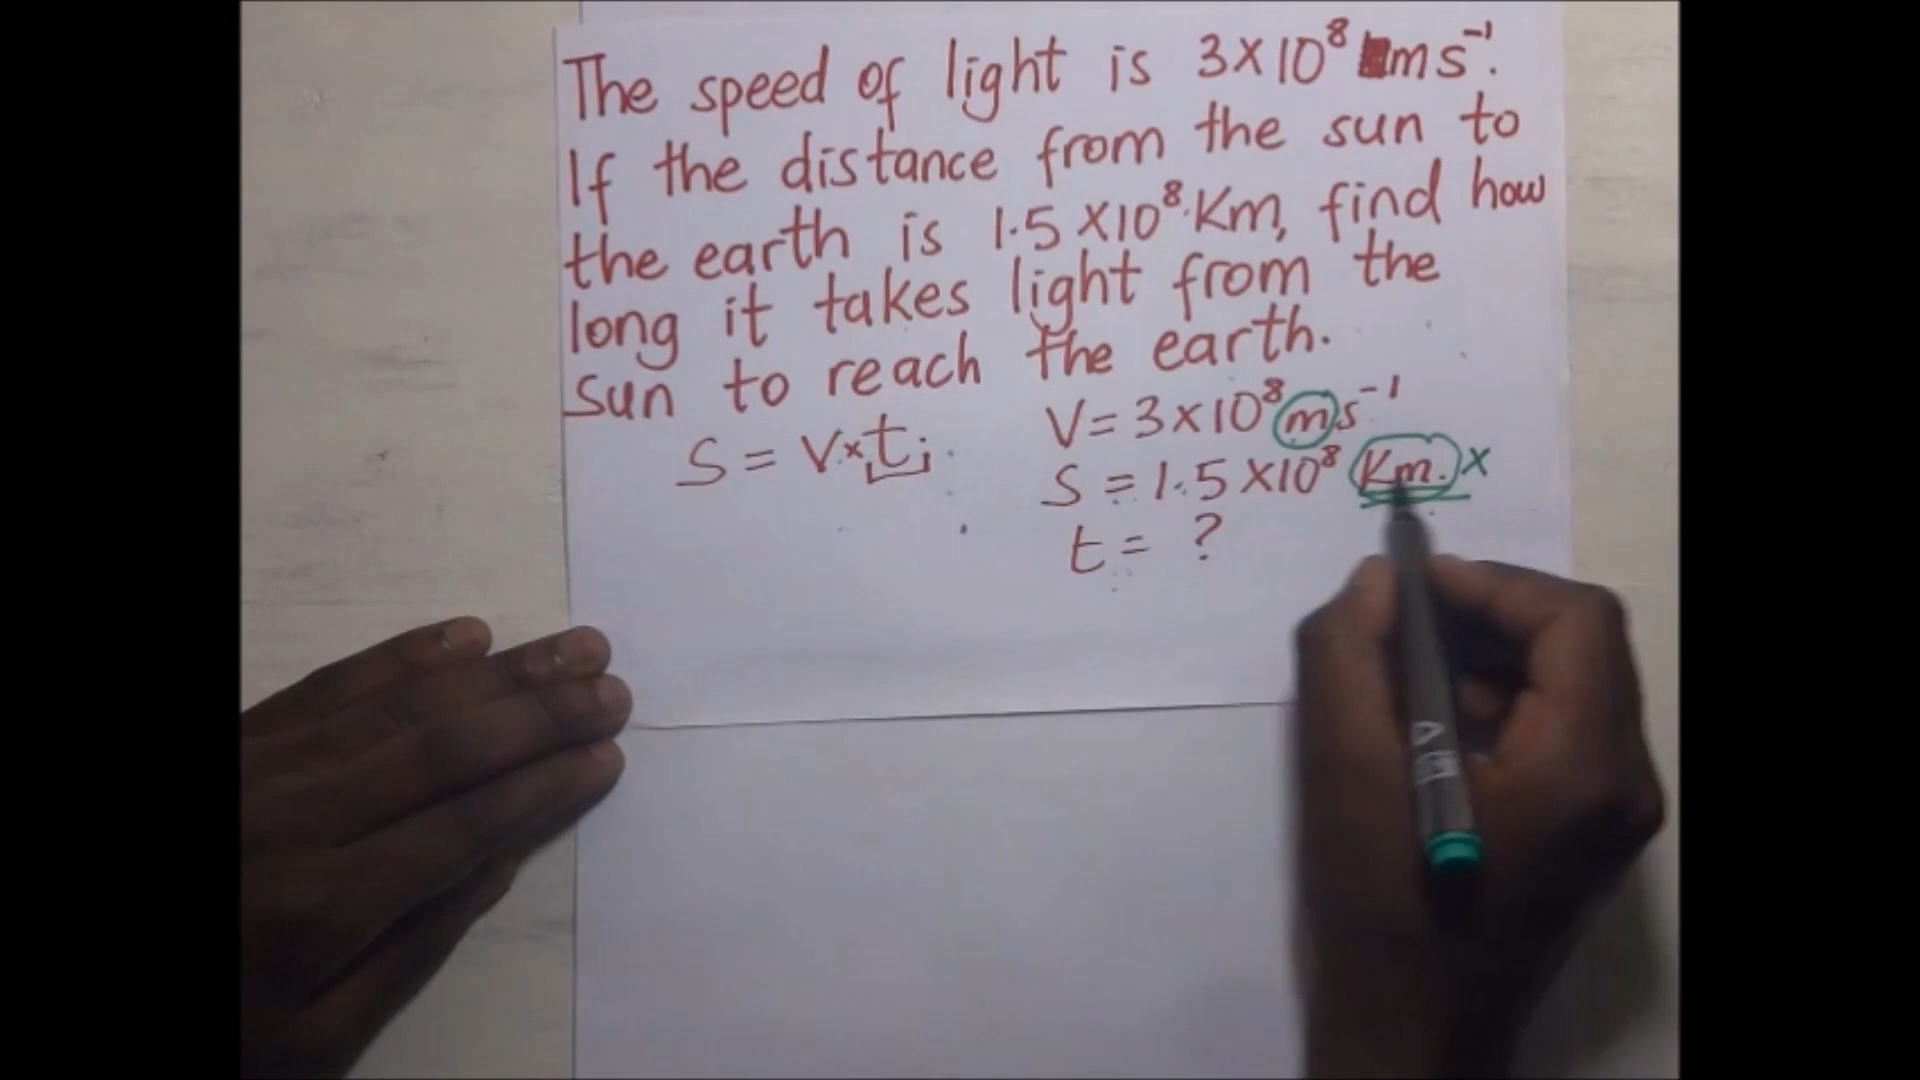 The speed of light is 3×10⁸ ms⁻¹.
If the distance from the sun to
the earth is 1.5×10⁸ Km, find how
long it takes light from the
sun to reach the earth.
S = V×t
V = 3×10⁸ ms⁻¹
S = 1.5×10⁸ Km. ×
t = ?